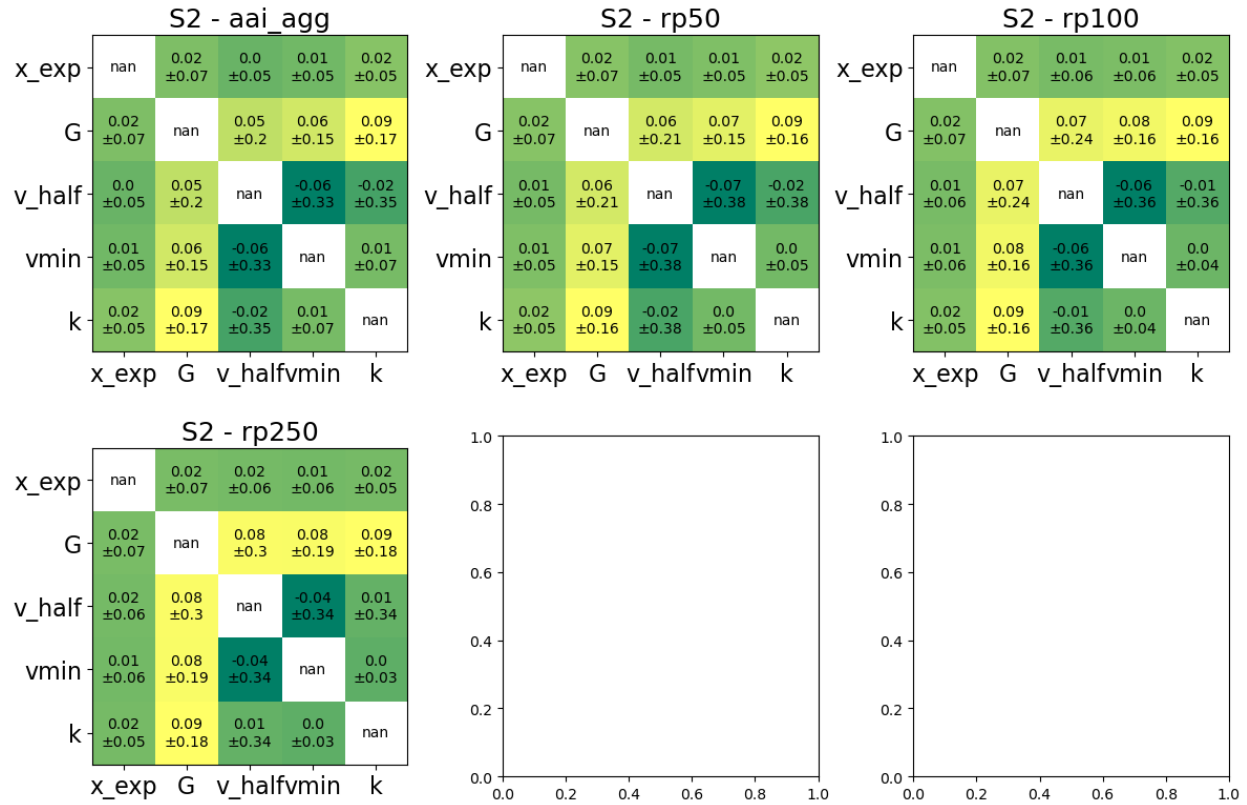 S2 - aai_agg
x_exp nan 0.02 ±0.07 0.0 ±0.05 0.01 ±0.05 0.02 ±0.05
G 0.02 ±0.07 nan 0.05 ±0.2 0.06 ±0.15 0.09 ±0.17
v_half 0.0 ±0.05 0.05 ±0.2 nan -0.06 ±0.33 -0.02 ±0.35
vmin 0.01 ±0.05 0.06 ±0.15 -0.06 ±0.33 nan 0.01 ±0.07
k 0.02 ±0.05 0.09 ±0.17 -0.02 ±0.35 0.01 ±0.07 nan
x_exp G v_half vmin k
S2 - rp50
x_exp nan 0.02 ±0.07 0.01 ±0.05 0.01 ±0.05 0.02 ±0.05
G 0.02 ±0.07 nan 0.06 ±0.21 0.07 ±0.15 0.09 ±0.16
v_half 0.01 ±0.05 0.06 ±0.21 nan -0.07 ±0.38 -0.02 ±0.38
vmin 0.01 ±0.05 0.07 ±0.15 -0.07 ±0.38 nan 0.0 ±0.05
k 0.02 ±0.05 0.09 ±0.16 -0.02 ±0.38 0.0 ±0.05 nan
x_exp G v_half vmin k
S2 - rp100
x_exp nan 0.02 ±0.07 0.01 ±0.06 0.01 ±0.06 0.02 ±0.05
G 0.02 ±0.07 nan 0.07 ±0.24 0.08 ±0.16 0.09 ±0.16
v_half 0.01 ±0.06 0.07 ±0.24 nan -0.06 ±0.36 -0.01 ±0.36
vmin 0.01 ±0.06 0.08 ±0.16 -0.06 ±0.36 nan 0.0 ±0.04
k 0.02 ±0.05 0.09 ±0.16 -0.01 ±0.36 0.0 ±0.04 nan
x_exp G v_half vmin k
S2 - rp250
x_exp nan 0.02 ±0.07 0.02 ±0.06 0.01 ±0.06 0.02 ±0.05
G 0.02 ±0.07 nan 0.08 ±0.3 0.08 ±0.19 0.09 ±0.18
v_half 0.02 ±0.06 0.08 ±0.3 nan -0.04 ±0.34 0.01 ±0.34
vmin 0.01 ±0.06 0.08 ±0.19 -0.04 ±0.34 nan 0.0 ±0.03
k 0.02 ±0.05 0.09 ±0.18 0.01 ±0.34 0.0 ±0.03 nan
x_exp G v_half vmin k
1.0
0.8
0.6
0.4
0.2
0.0
0.0 0.2 0.4 0.6 0.8 1.0
1.0
0.8
0.6
0.4
0.2
0.0
0.0 0.2 0.4 0.6 0.8 1.0